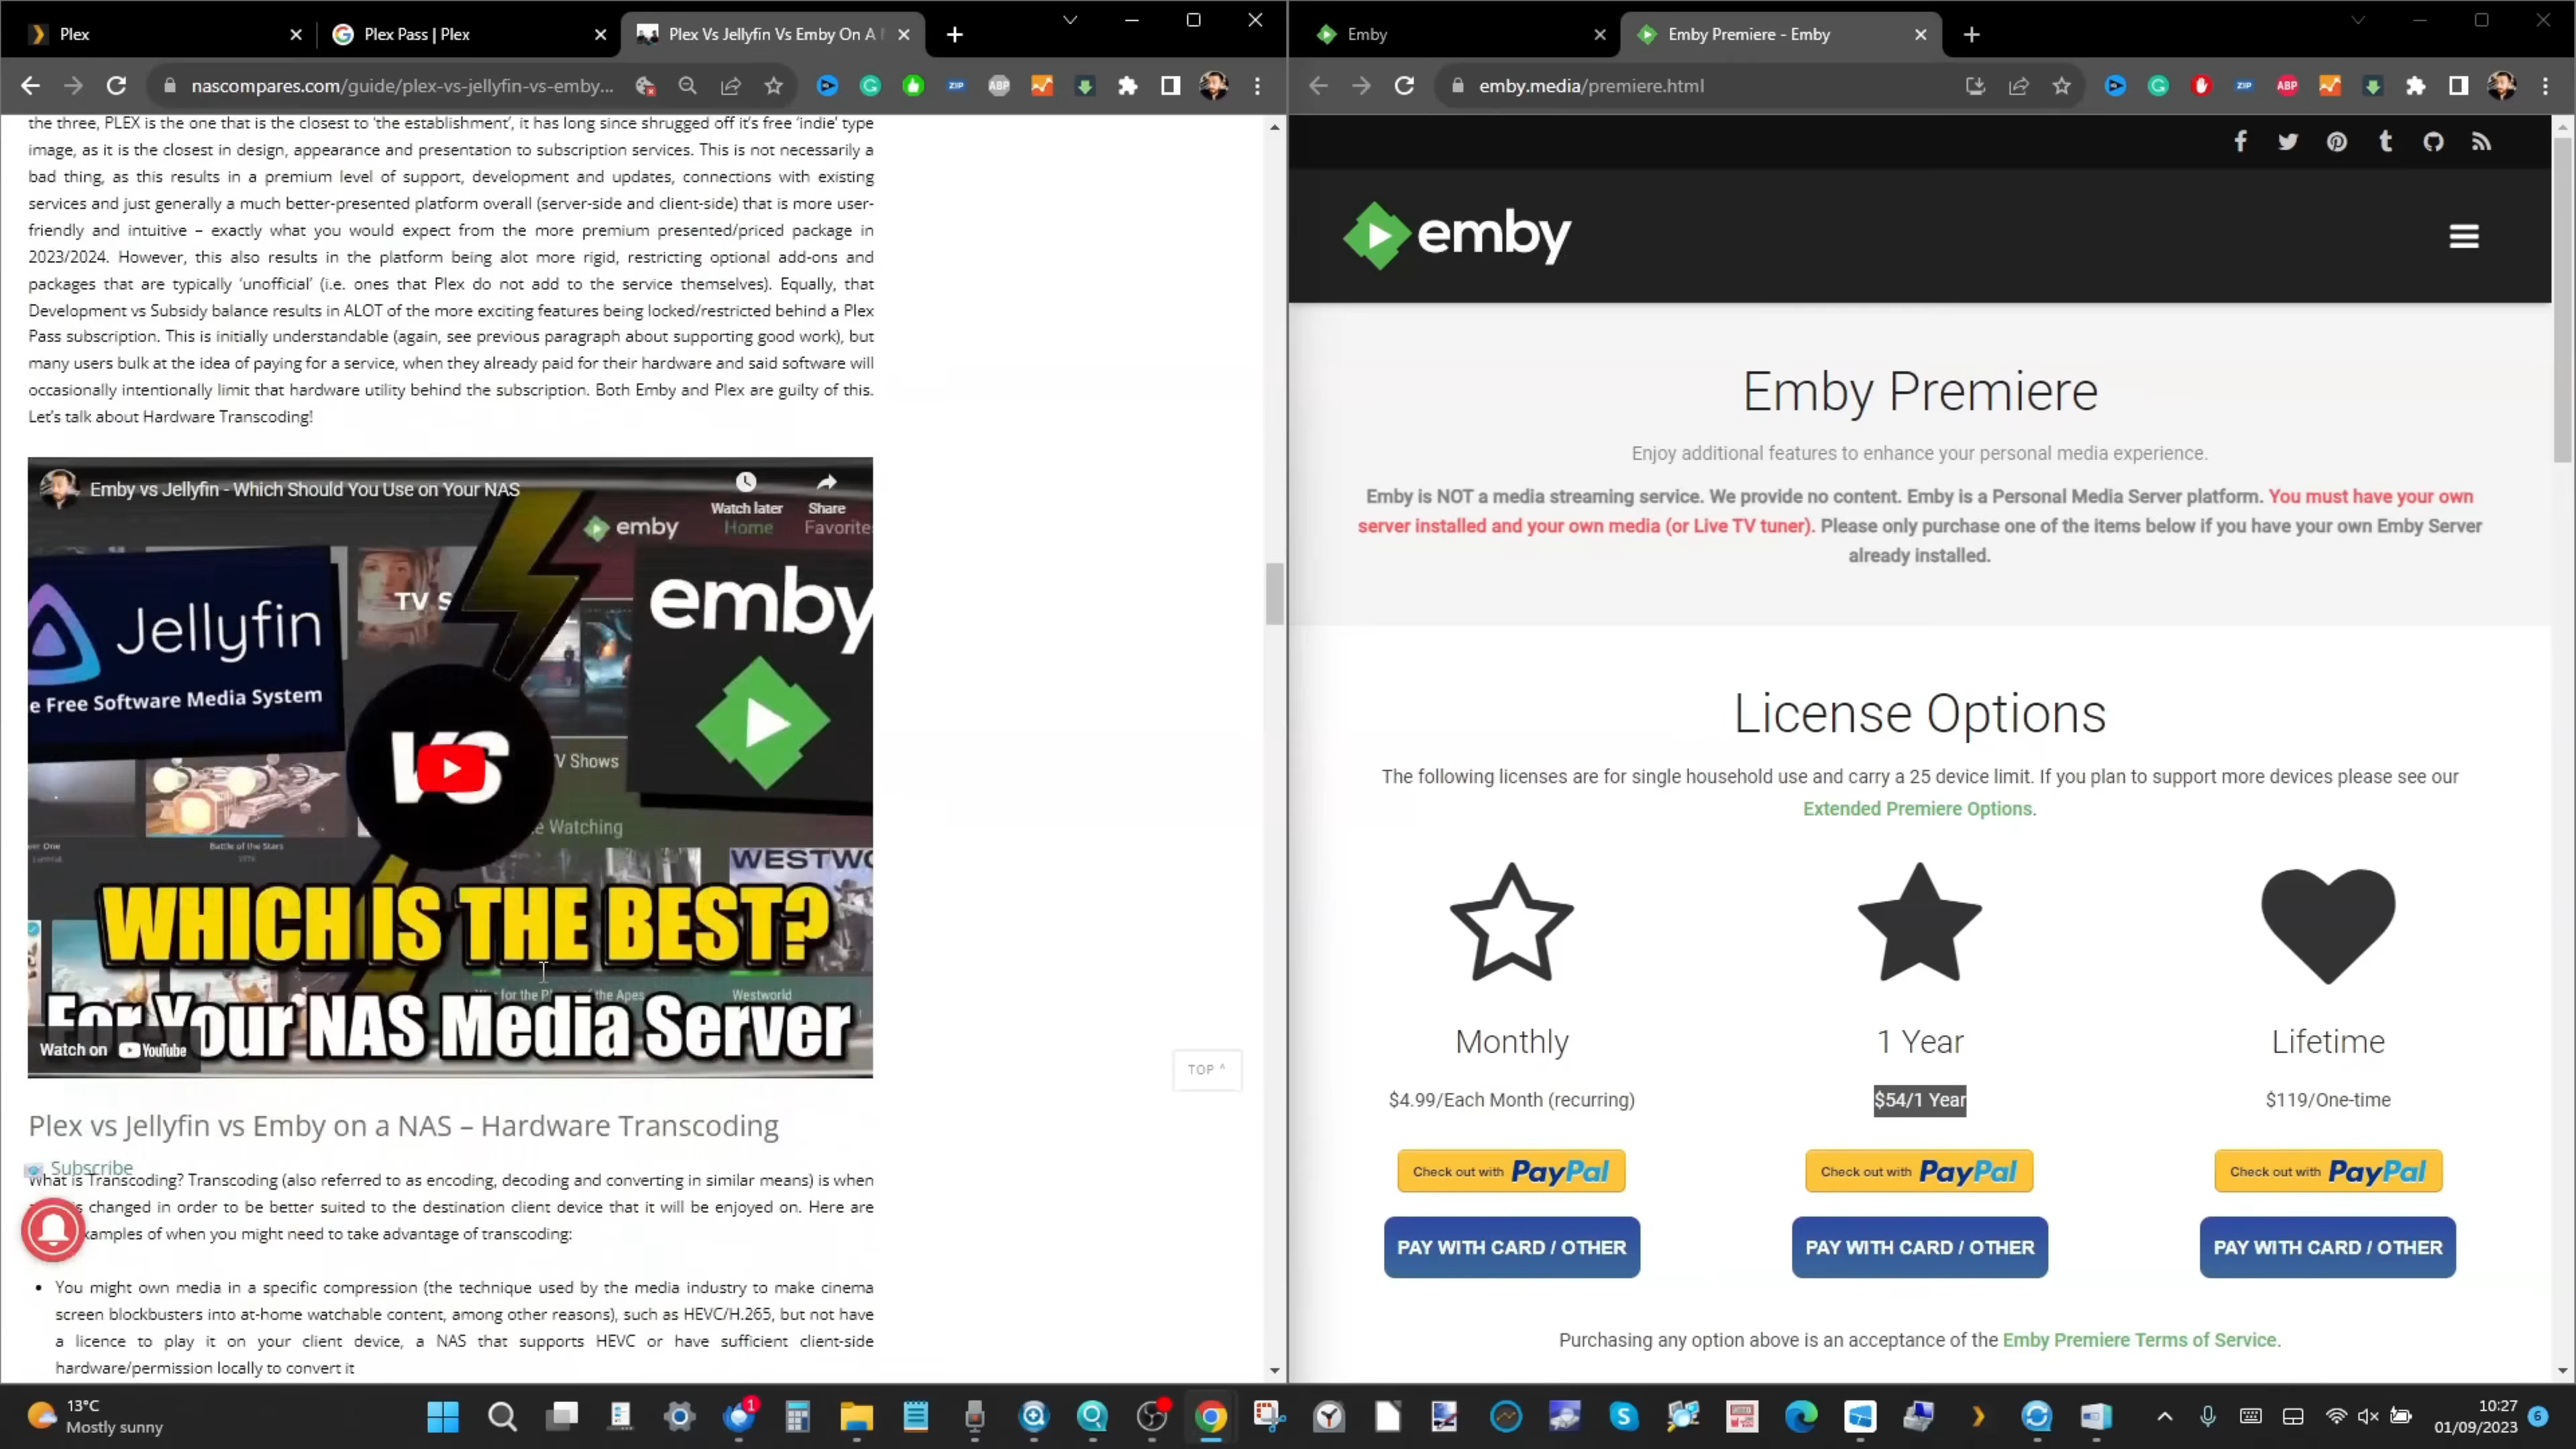 Plex
Plex Pass | Plex
Plex Vs Jellyfin Vs Emby On A
nascompares.com/guide/plex-vs-jellyfin-vs-emby...
ZIP
ABP
the three, PLEX is the one that is the closest to 'the establishment', it has long since shrugged off it's free 'indie' type
image, as it is the closest in design, appearance and presentation to subscription services. This is not necessarily a
bad thing, as this results in a premium level of support, development and updates, connections with existing
services and just generally a much better-presented platform overall (server-side and client-side) that is more user-
friendly and intuitive – exactly what you would expect from the more premium presented/priced package in
2023/2024. However, this also results in the platform being alot more rigid, restricting optional add-ons and
packages that are typically 'unofficial' (i.e. ones that Plex do not add to the service themselves). Equally, that
Development vs Subsidy balance results in ALOT of the more exciting features being locked/restricted behind a Plex
Pass subscription. This is initially understandable (again, see previous paragraph about supporting good work), but
many users bulk at the idea of paying for a service, when they already paid for their hardware and said software will
occasionally intentionally limit that hardware utility behind the subscription. Both Emby and Plex are guilty of this.
Let's talk about Hardware Transcoding!
Emby vs Jellyfin - Which Should You Use on Your NAS
Watch later
Share
emby
Home
Favorite
Jellyfin
e Free Software Media System
TV S
emby
VS
V Shows
e Watching
Battle of the Stars
WESTWO
WHICH IS THE BEST?
for the Pl of the Apes
Westworld
For Your NAS Media Server
Watch on YouTube
TOP ^
Plex vs Jellyfin vs Emby on a NAS – Hardware Transcoding
Subscribe
What is Transcoding? Transcoding (also referred to as encoding, decoding and converting in similar means) is when
s changed in order to be better suited to the destination client device that it will be enjoyed on. Here are
xamples of when you might need to take advantage of transcoding:
• You might own media in a specific compression (the technique used by the media industry to make cinema
screen blockbusters into at-home watchable content, among other reasons), such as HEVC/H.265, but not have
a licence to play it on your client device, a NAS that supports HEVC or have sufficient client-side
hardware/permission locally to convert it
Emby
Emby Premiere - Emby
emby.media/premiere.html
ZIP
ABP
emby
Emby Premiere
Enjoy additional features to enhance your personal media experience.
Emby is NOT a media streaming service. We provide no content. Emby is a Personal Media Server platform. You must have your own
server installed and your own media (or Live TV tuner). Please only purchase one of the items below if you have your own Emby Server
already installed.
License Options
The following licenses are for single household use and carry a 25 device limit. If you plan to support more devices please see our
Extended Premiere Options.
Monthly
1 Year
Lifetime
$4.99/Each Month (recurring)
$54/1 Year
$119/One-time
Check out with PayPal
Check out with PayPal
Check out with PayPal
PAY WITH CARD / OTHER
PAY WITH CARD / OTHER
PAY WITH CARD / OTHER
Purchasing any option above is an acceptance of the Emby Premiere Terms of Service.
13°C
Mostly sunny
1
10:27
01/09/2023
6